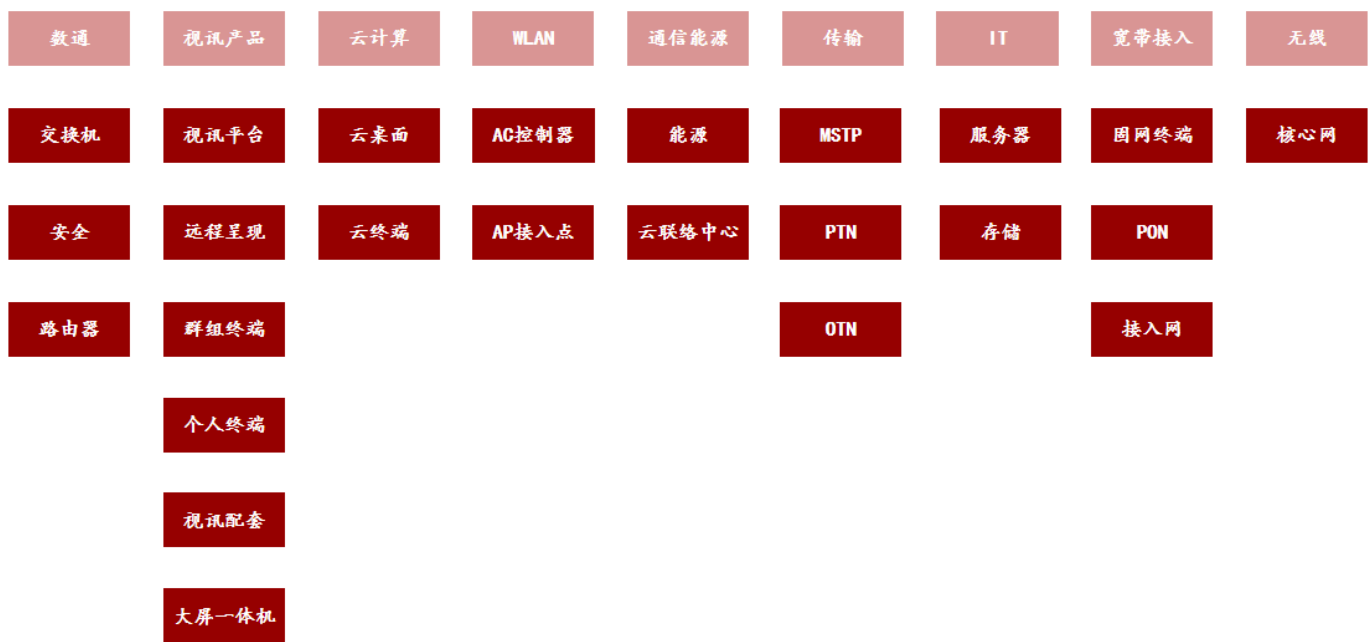 数通 视讯产品 云计算 WLAN 通信能源 传输 IT 宽带接入 无线
交换机 视讯平台 云桌面 AC控制器 能源 MSTP 服务器 固网终端 核心网
安全 远程呈现 云终端 AP接入点 云联络中心 PTN 存储 PON
路由器 群组终端 OTN 接入网
个人终端
视讯配套
大屏一体机